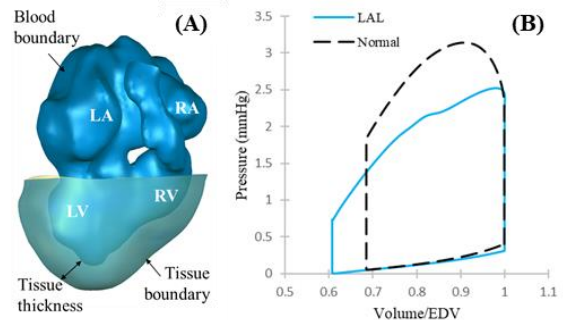 Blood
boundary
(A)
LA
RA
LV
RV
Tissue
thickness
Tissue
boundary
(B)
LAL
Normal
Pressure (mmHg)
3.5
3
2.5
2
1.5
1
0.5
0
0.5
0.6
0.7
0.8
0.9
1
1.1
Volume/EDV